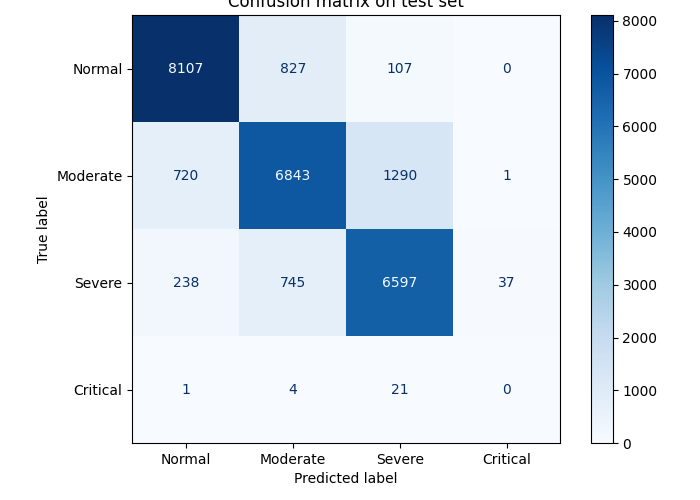 Confusion matrix on test set
Normal 8107 827 107 0
Moderate 720 6843 1290 1
Severe 238 745 6597 37
Critical 1 4 21 0
Normal Moderate Severe Critical
Predicted label
True label
8000
7000
6000
5000
4000
3000
2000
1000
0